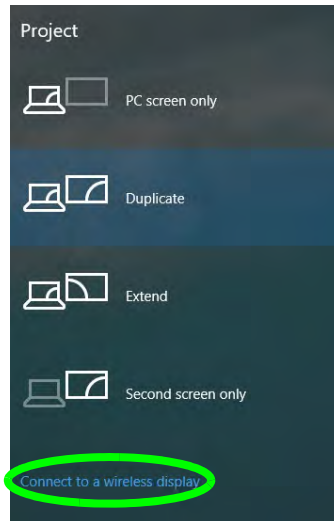 Project
PC screen only
Duplicate
Extend
Second screen only
Connect to a wireless display